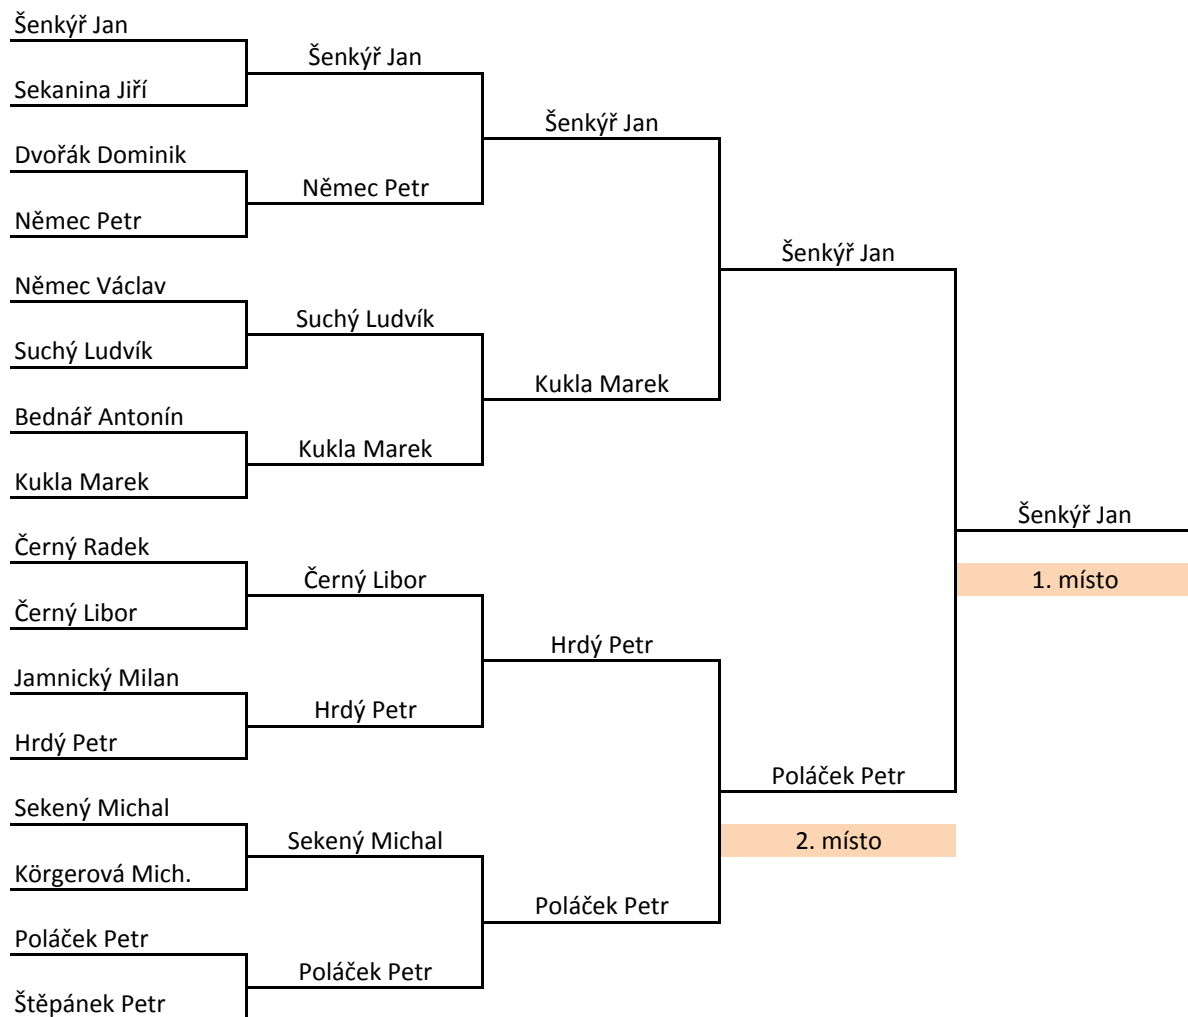 Šenkýř Jan
Šenkýř Jan
Sekanina Jiří
Šenkýř Jan
Dvořák Dominik
Němec Petr
Němec Petr
Šenkýř Jan
Němec Václav
Suchý Ludvík
Suchý Ludvík
Kukla Marek
Bednář Antonín
Kukla Marek
Kukla Marek
Šenkýř Jan
Černý Radek
Černý Libor
1. místo
Černý Libor
Hrdý Petr
Jamnický Milan
Hrdý Petr
Hrdý Petr
Poláček Petr
Sekený Michal
Sekený Michal
2. místo
Körgerová Mich.
Poláček Petr
Poláček Petr
Poláček Petr
Štěpánek Petr